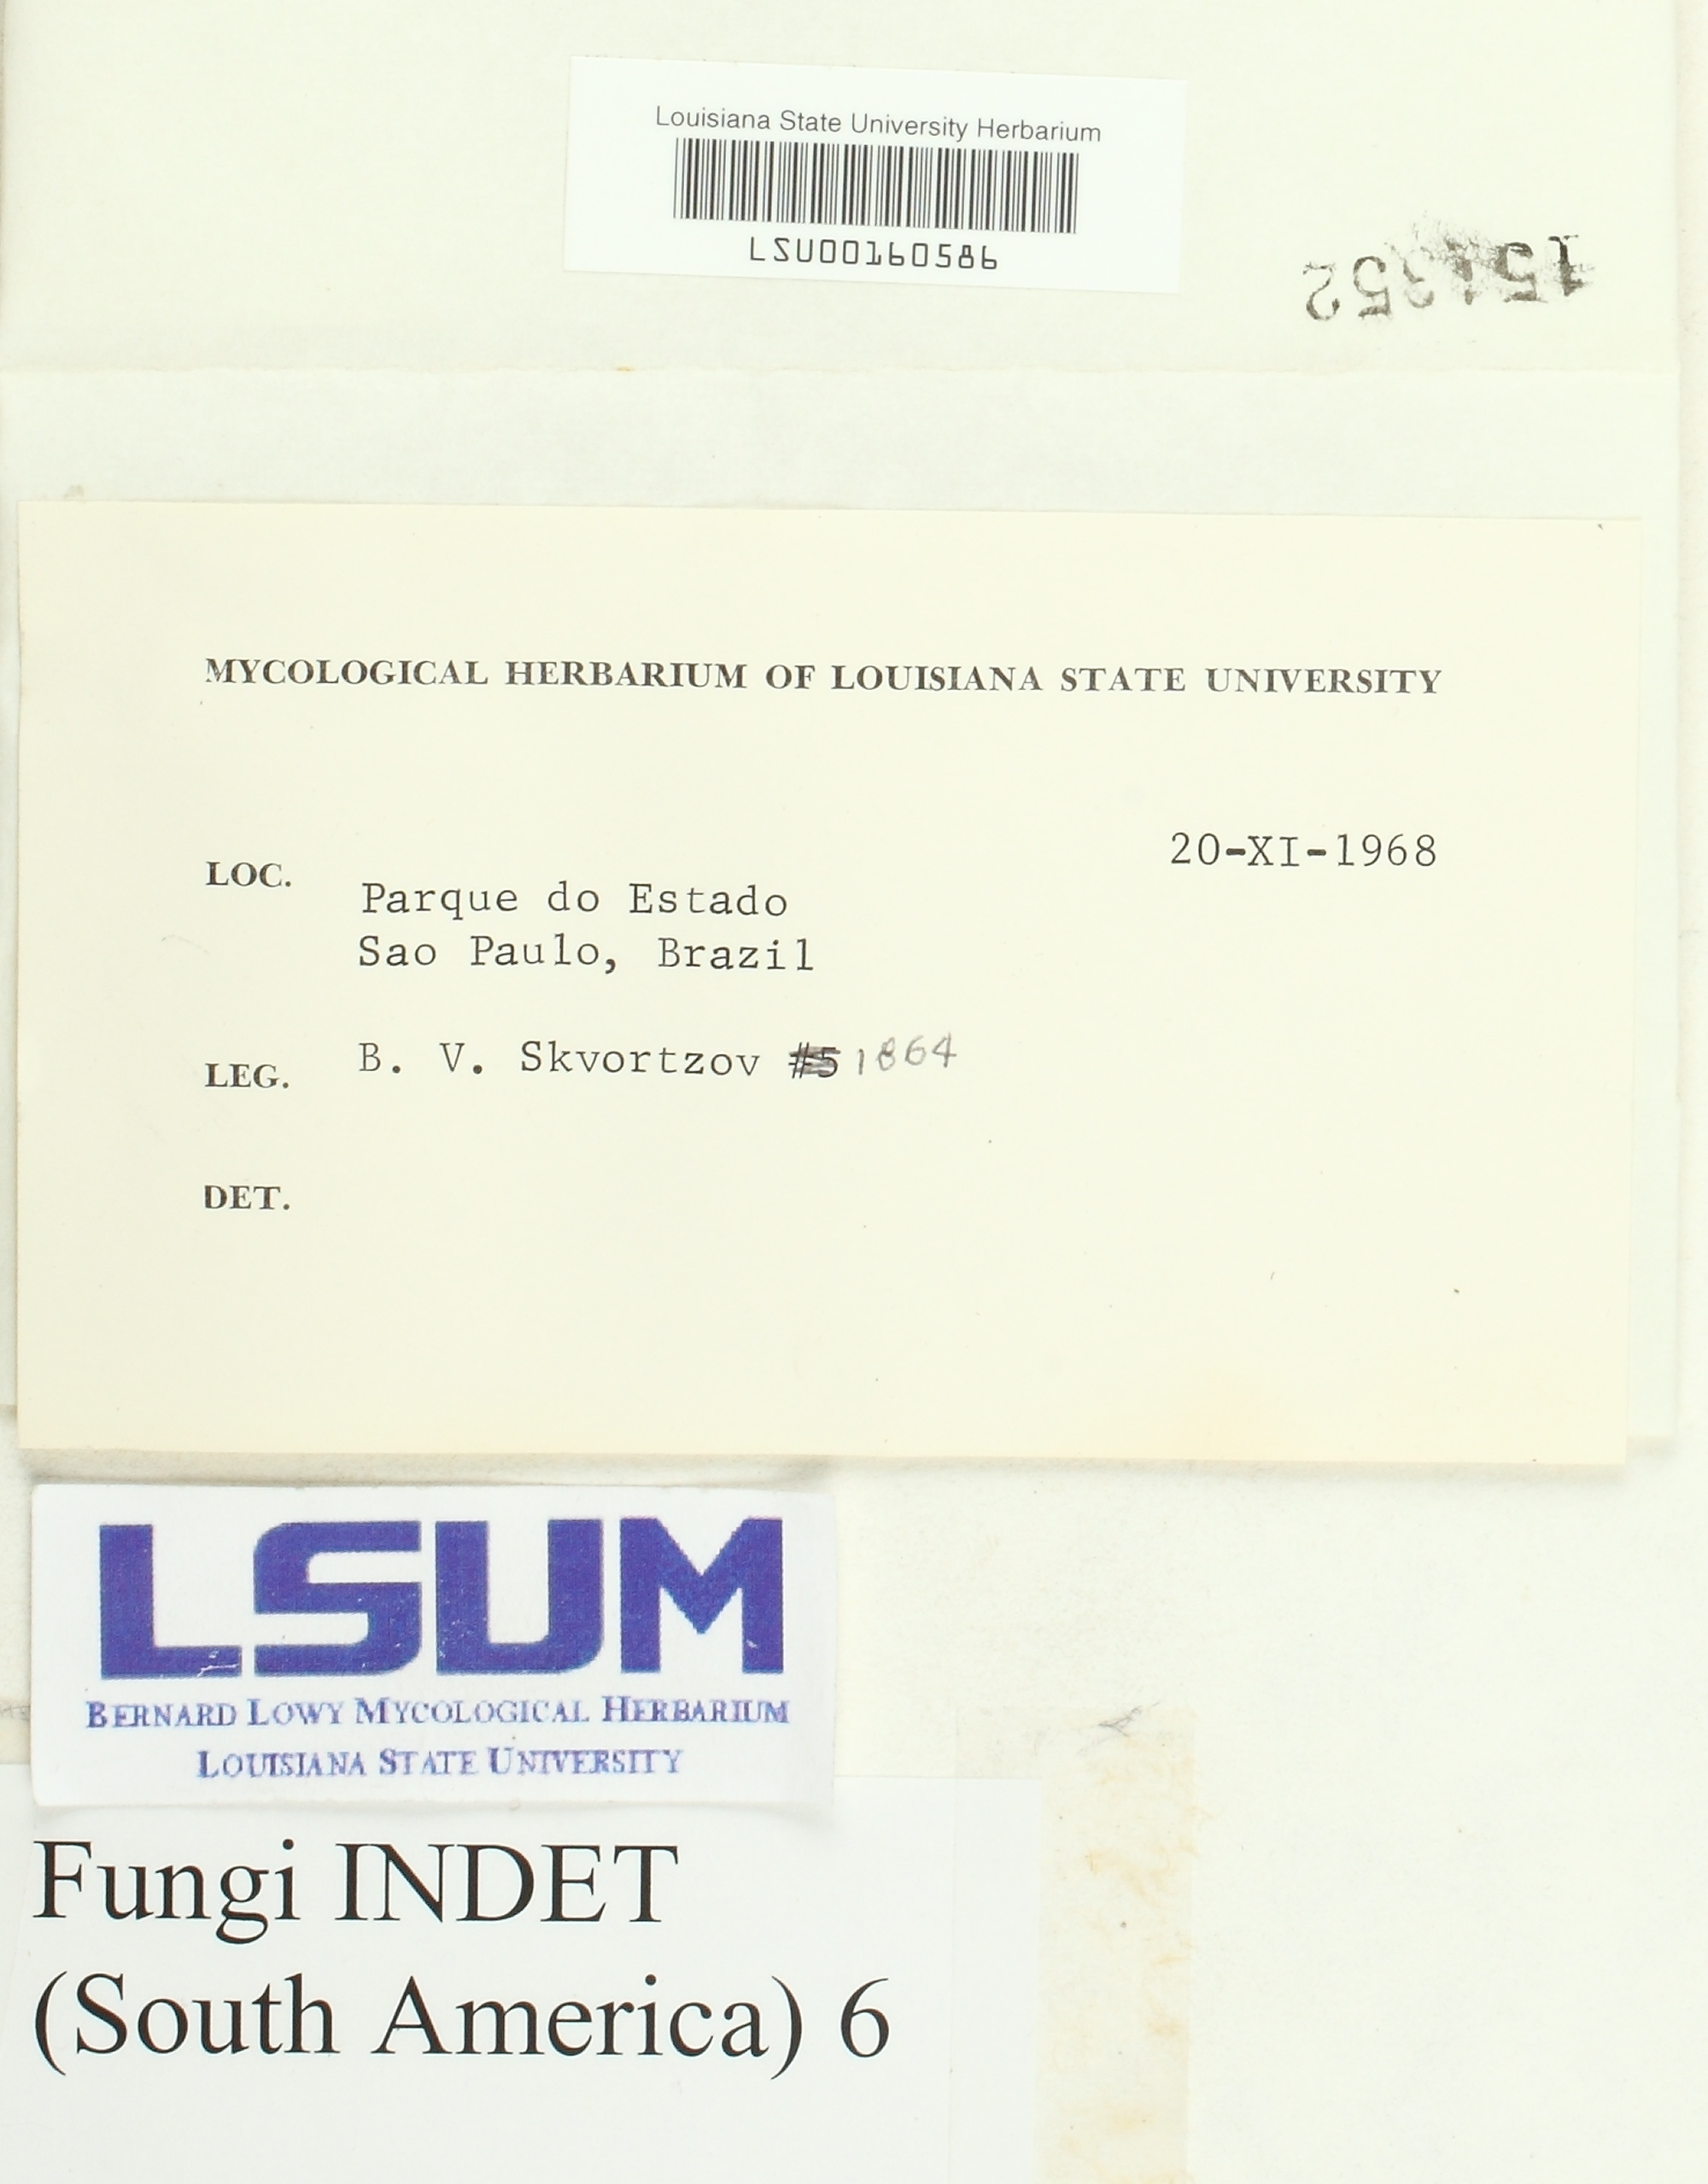 Louisiana State University Herbarium
LSU00160586
MYCOLOGICAL HERBARIUM OF LOUISIANA STATE UNIVERSITY
20-XI-1968
LOC. Parque do Estado
Sao Paulo, Brazil
LEG. B. V. Skvortzov #5 1864
DET.
LSUM
BERNARD LOWY MYCOLOGICAL HERBARIUM
LOUISIANA STATE UNIVERSITY
Fungi INDET
(South America) 6